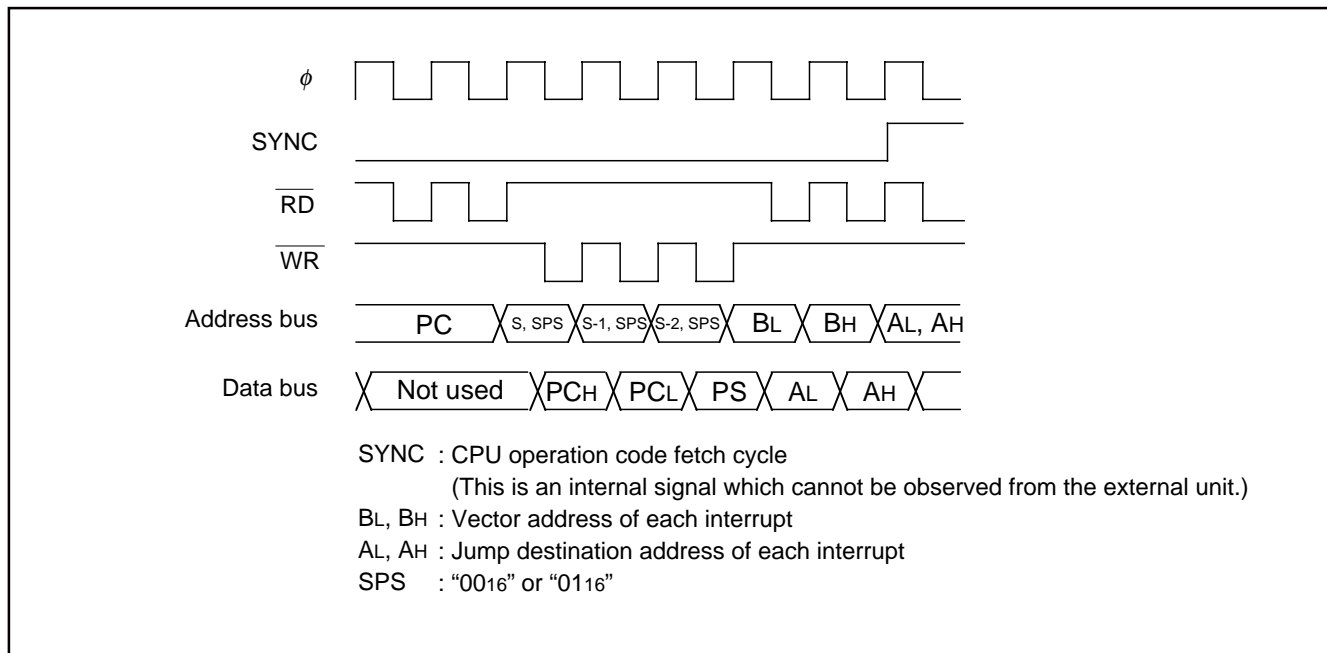 ϕ
SYNC
RD
WR
Address bus PC S, SPS S-1, SPS S-2, SPS BL BH AL, AH
Data bus Not used PCH PCL PS AL AH
SYNC : CPU operation code fetch cycle
(This is an internal signal which cannot be observed from the external unit.)
BL, BH : Vector address of each interrupt
AL, AH : Jump destination address of each interrupt
SPS : “0016” or “0116”